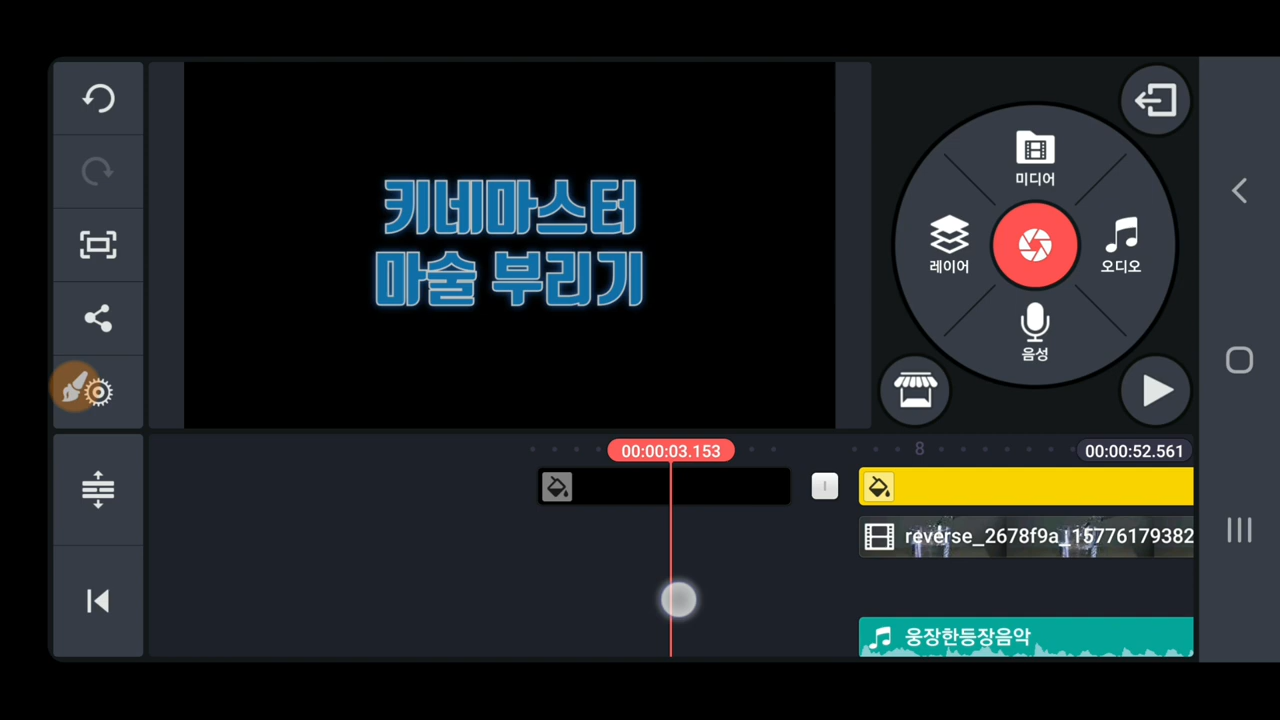 키네마스터
마술 부리기
미디어
레이어
오디오
음성
00:00:03.153
8
00:00:52.561
reverse_2678f9a_15776179382
웅장한등장음악